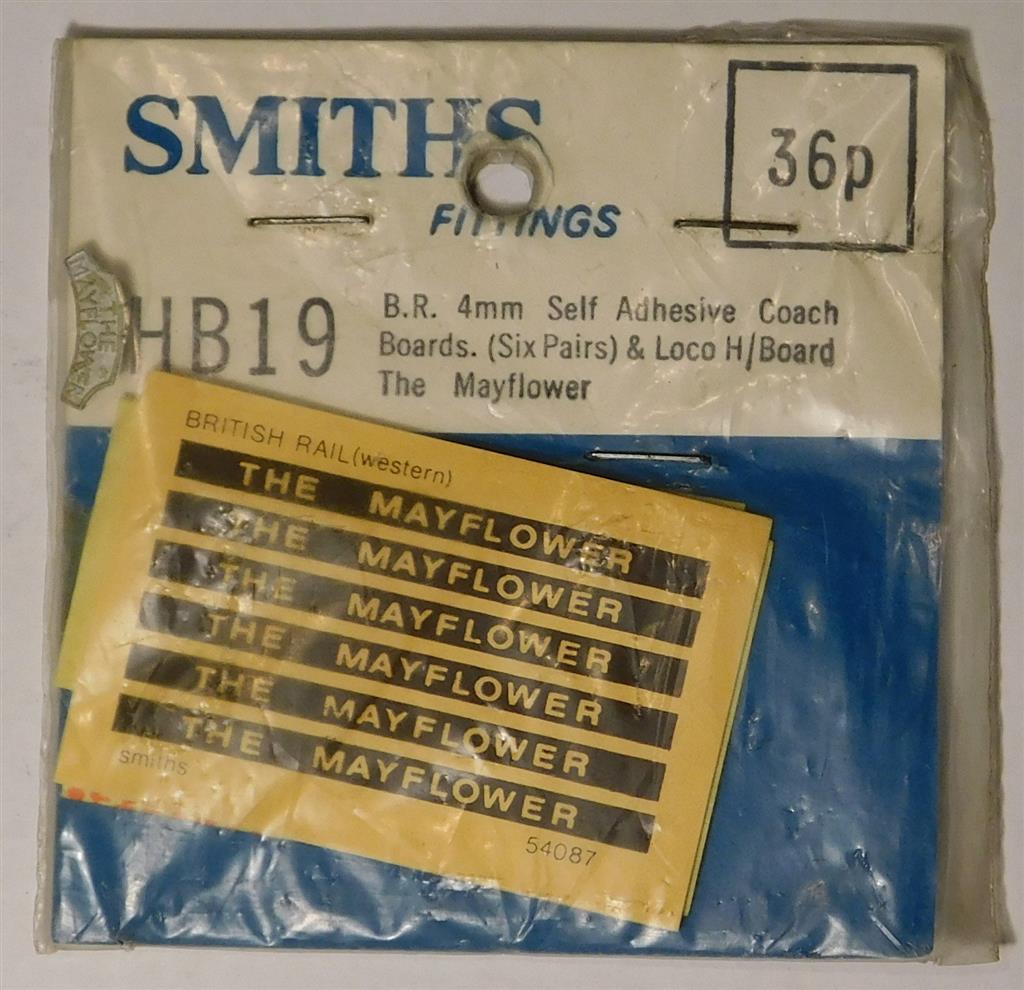 SMITHS
FITTINGS
36p
HB19
B.R. 4mm Self Adhesive Coach
Boards. (Six Pairs) & Loco H/Board
The Mayflower
THE
MAYFLOWER
BRITISH RAIL (western)
THE MAYFLOWER
THE MAYFLOWER
THE MAYFLOWER
THE MAYFLOWER
THE MAYFLOWER
THE MAYFLOWER
smiths
54087